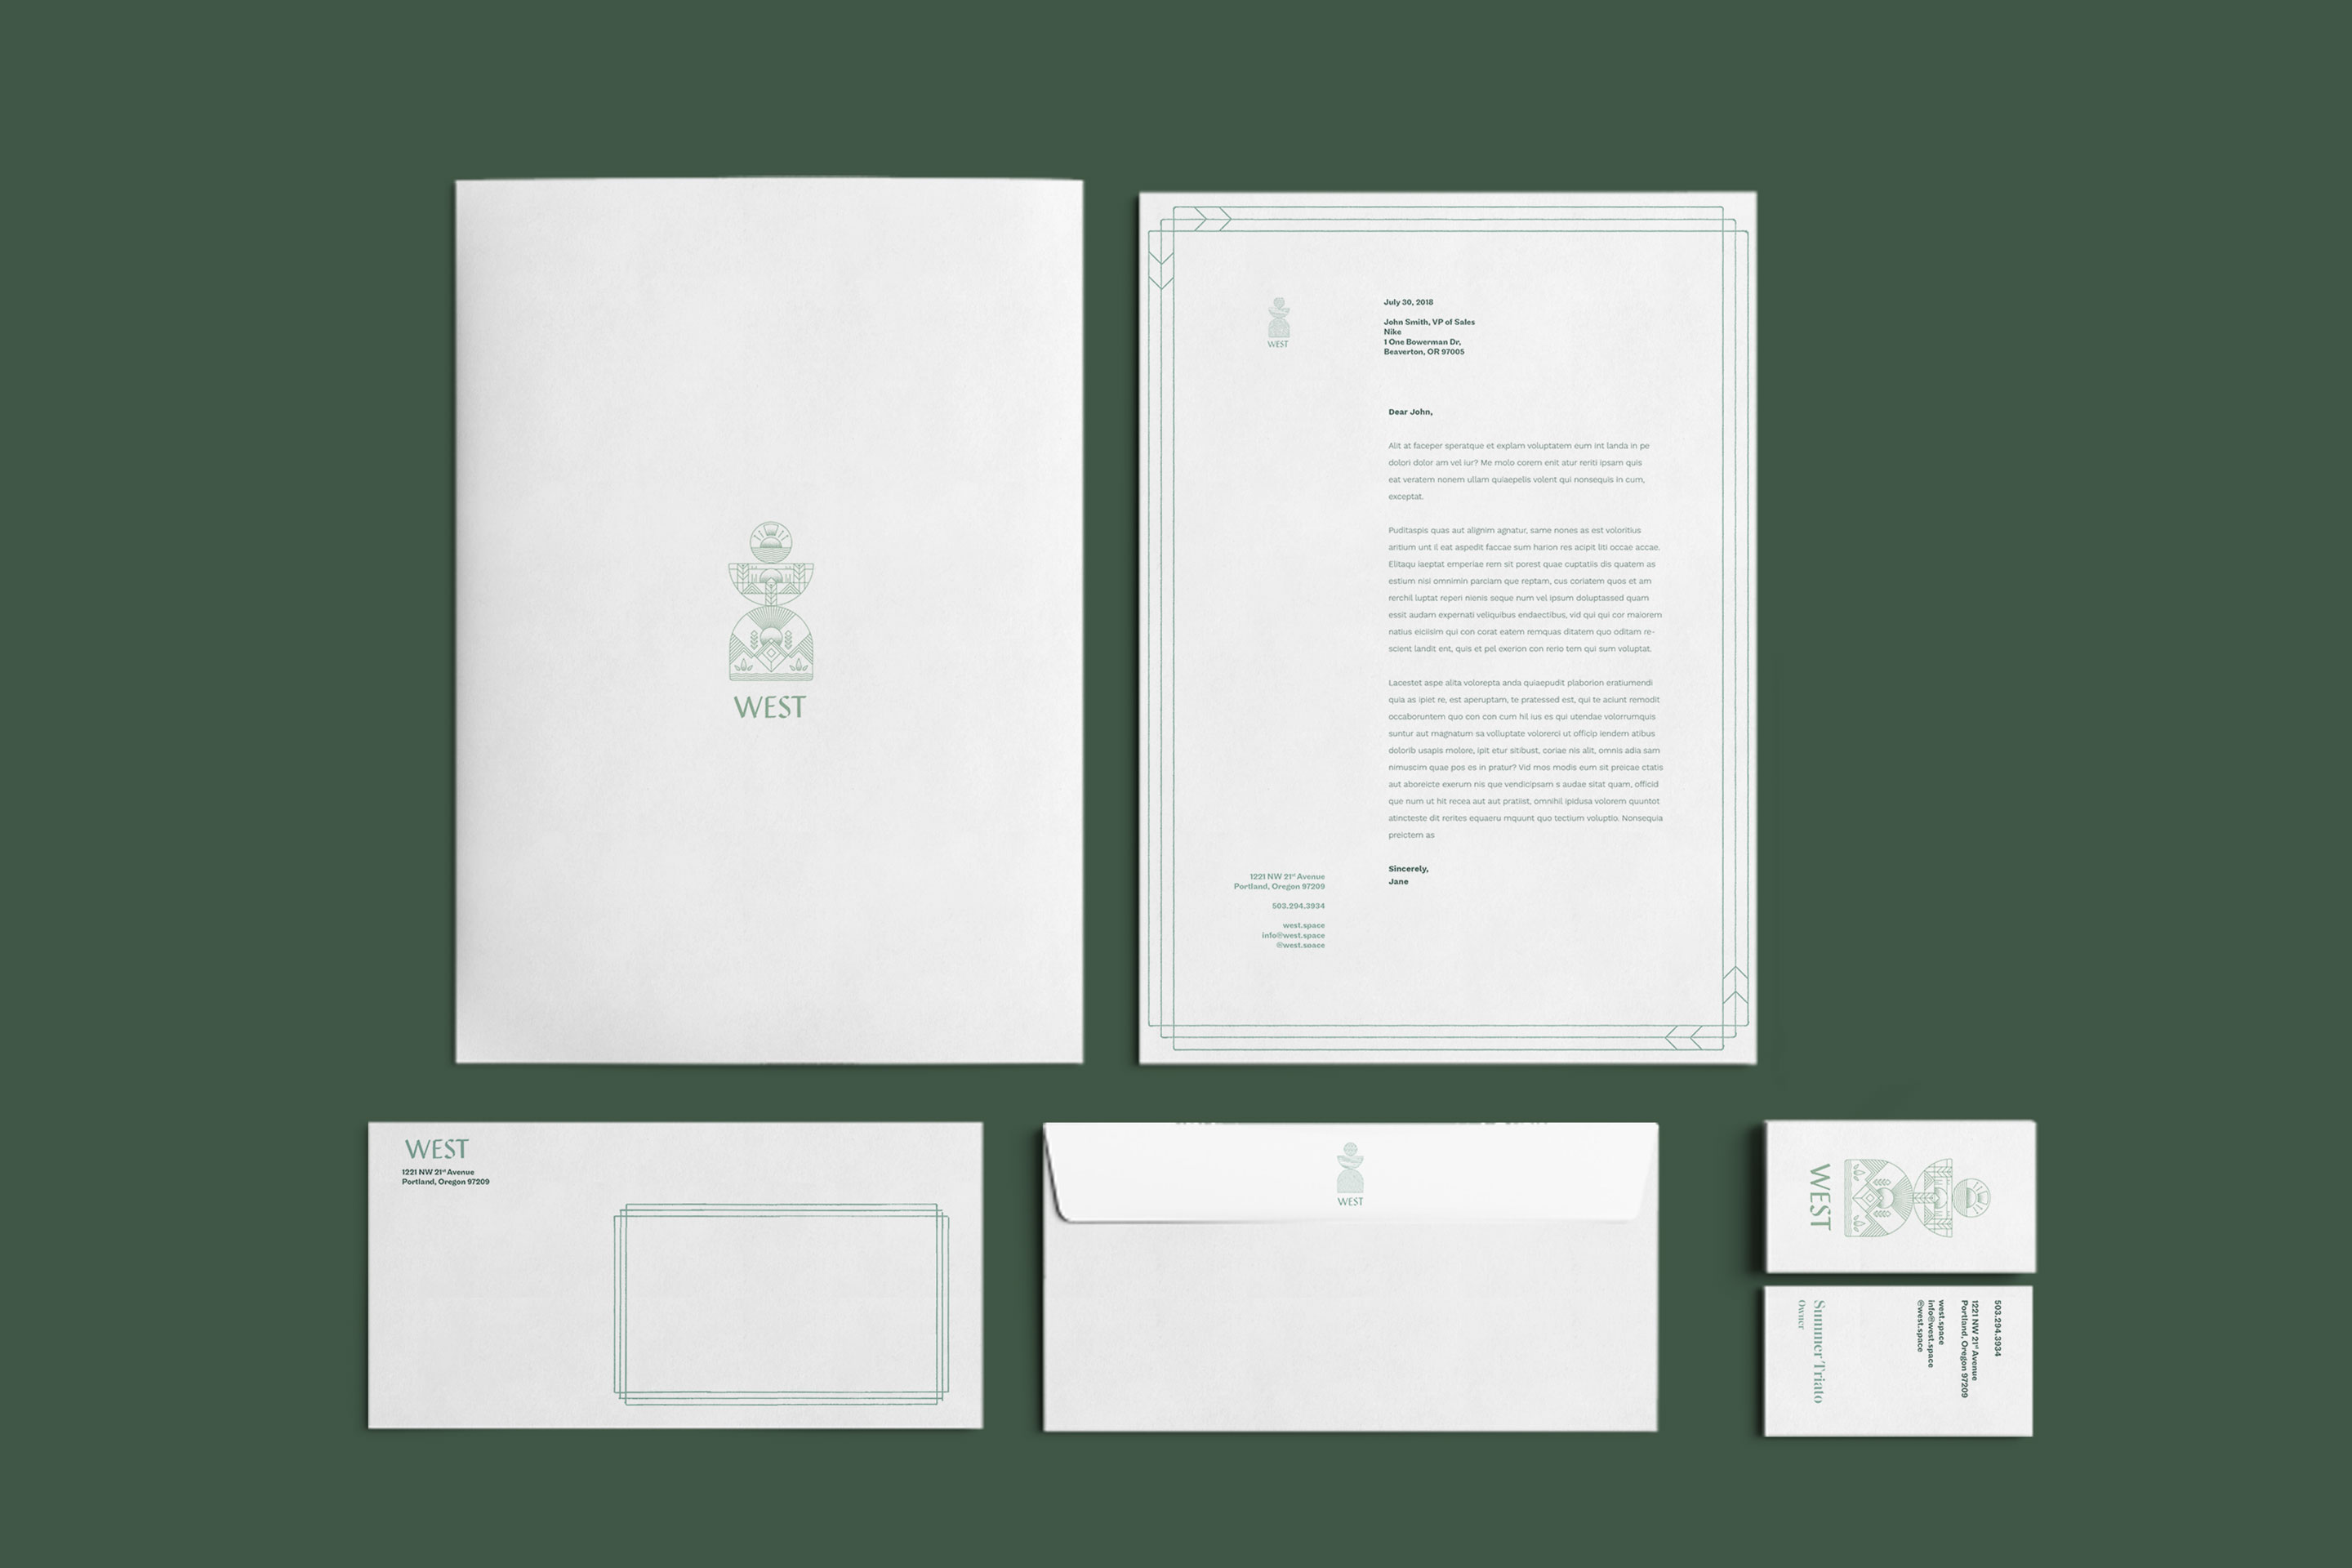 WEST
WEST
July 30, 2018
John Smith, VP of Sales
Nike
1 One Bowerman Dr,
Beaverton, OR 97005
Dear John,
Alit at faceper speratque et explam voluptatem eum int landa in pe
dolori dolor am vel iur? Me molo corem enit atur reriti ipsam quis
eat veratem nonem ullam quiaepelis volent qui nonsequis in cum,
exceptat.
Puditaspis quas aut alignim agnatur, same nones as est voloritius
aritium unt il eat aspedit faccae sum harion res acipit liti occae accae.
Elitaqu iaeptat emperiae rem sit porest quae cuptatiis dis quatem as
estium nisi omnimin parciam que reptam, cus coriatem quos et am
rerchil luptat reperi nienis seque num vel ipsum doluptassed quam
essit audam expernati veliquibus endaectibus, vid qui qui cor maiorem
natius eiciisim qui con corat eatem remquas ditatem quo oditam re-
scient landit ent, quis et pel exerion con rerio tem qui sum voluptat.
Lacestet aspe alita volorepta anda quiaepudit plaborion eratiumendi
quia as ipiet re, est aperuptam, te pratessed est, qui te aciunt remodit
occaboruntem quo con con cum hil ius es qui utendae volorrumquis
suntur aut magnatum sa volluptate volorerci ut officip iendem atibus
dolorib usapis molore, ipit etur sitibust, coriae nis alit, omnis adia sam
nimuscim quae pos es in pratur? Vid mos modis eum sit preicae ctatis
aut aboreicte exerum nis que vendicipsam s audae sitat quam, officid
que num ut hit recea aut aut pratiist, omnihil ipidusa volorem quuntot
atincteste dit rerites equaeru mquunt quo tectium voluptio. Nonsequia
preictem as
Sincerely,
Jane
1221 NW 21st Avenue
Portland, Oregon 97209
503.294.3934
west.space
info@west.space
@west.space
WEST
1221 NW 21st Avenue
Portland, Oregon 97209
WEST
WEST
503.294.3934
1221 NW 21st Avenue
Portland, Oregon 97209
west.space
info@west.space
@west.space
Summer Triato
Owner